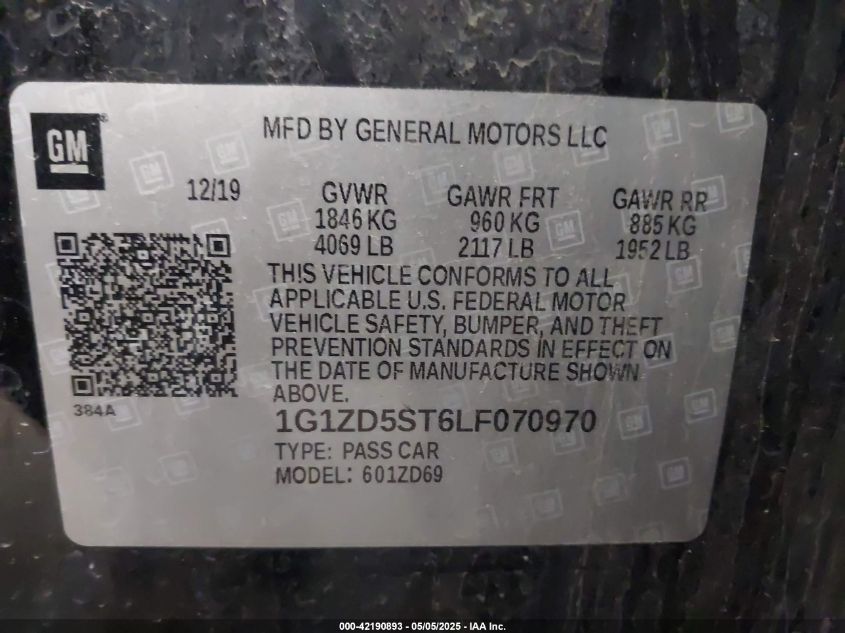 GM ®
MFD BY GENERAL MOTORS LLC
12/19 GVWR GAWR FRT GAWR RR
1846 KG 960 KG 885 KG
4069 LB 2117 LB 1952 LB
THIS VEHICLE CONFORMS TO ALL
APPLICABLE U.S. FEDERAL MOTOR
VEHICLE SAFETY, BUMPER, AND THEFT
PREVENTION STANDARDS IN EFFECT ON
THE DATE OF MANUFACTURE SHOWN
ABOVE.
384A
1G1ZD5ST6LF070970
TYPE: PASS CAR
MODEL: 601ZD69
000-42190893 - 05/05/2025 - IAA Inc.